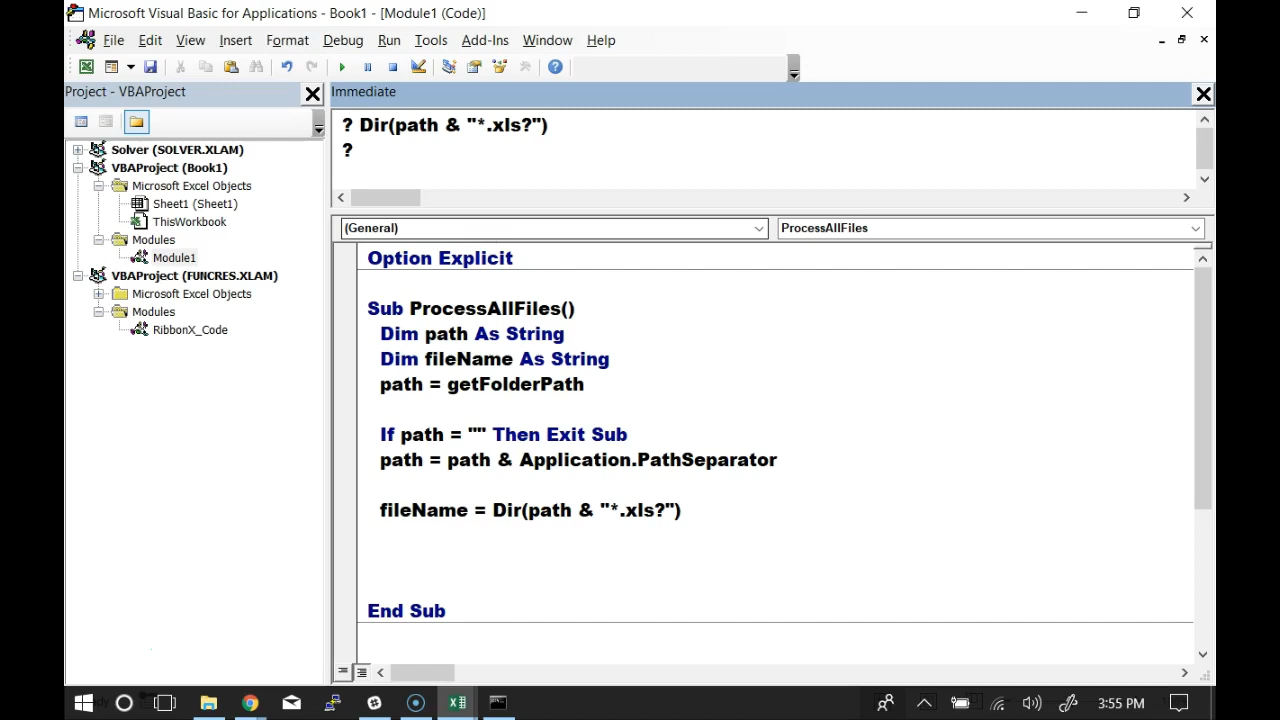 Microsoft Visual Basic for Applications - Book1 - [Module1 (Code)]
File Edit View Insert Format Debug Run Tools Add-Ins Window Help
Project - VBAProject
Immediate
? Dir(path & "*.xls?")
?
Solver (SOLVER.XLAM)
VBAProject (Book1)
Microsoft Excel Objects
Sheet1 (Sheet1)
ThisWorkbook
Modules
Module1
VBAProject (FUNCRES.XLAM)
Microsoft Excel Objects
Modules
RibbonX_Code
(General)
ProcessAllFiles
Option Explicit
Sub ProcessAllFiles()
Dim path As String
Dim fileName As String
path = getFolderPath
If path = "" Then Exit Sub
path = path & Application.PathSeparator
fileName = Dir(path & "*.xls?")
End Sub
3:55 PM